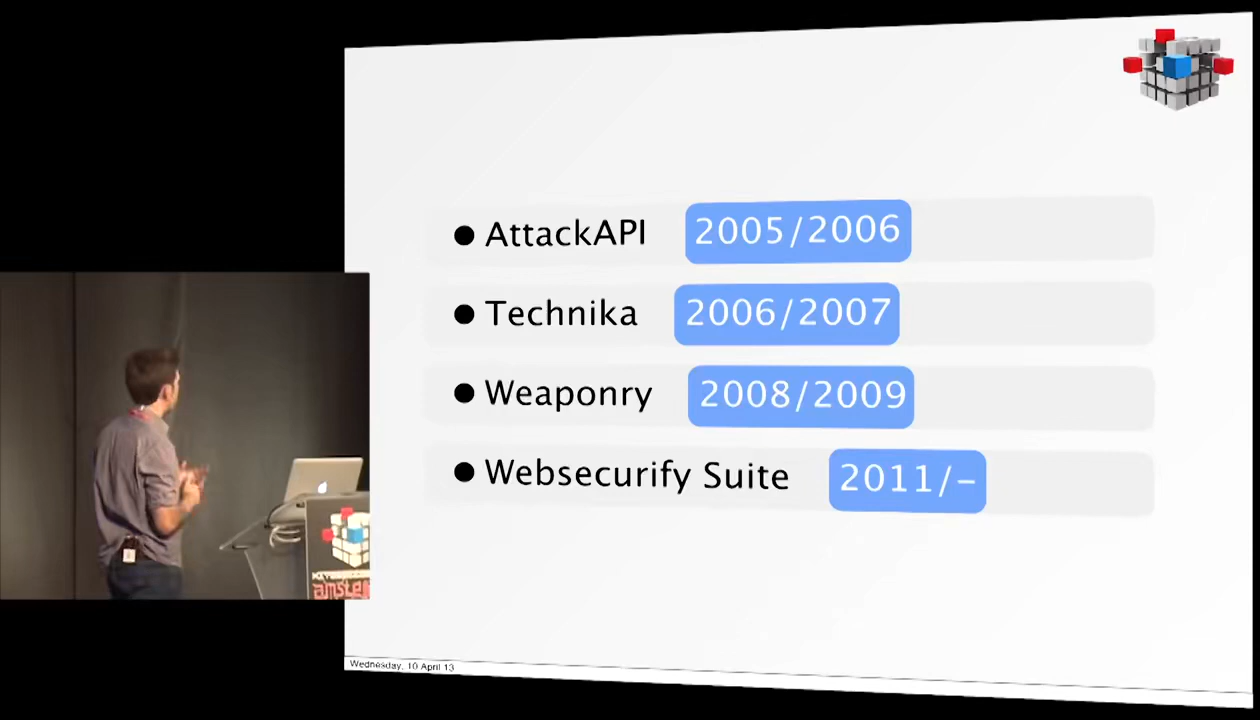 ● AttackAPI 2005/2006
● Technika 2006/2007
● Weaponry 2008/2009
● Websecurify Suite 2011/-
Wednesday, 10 April 13